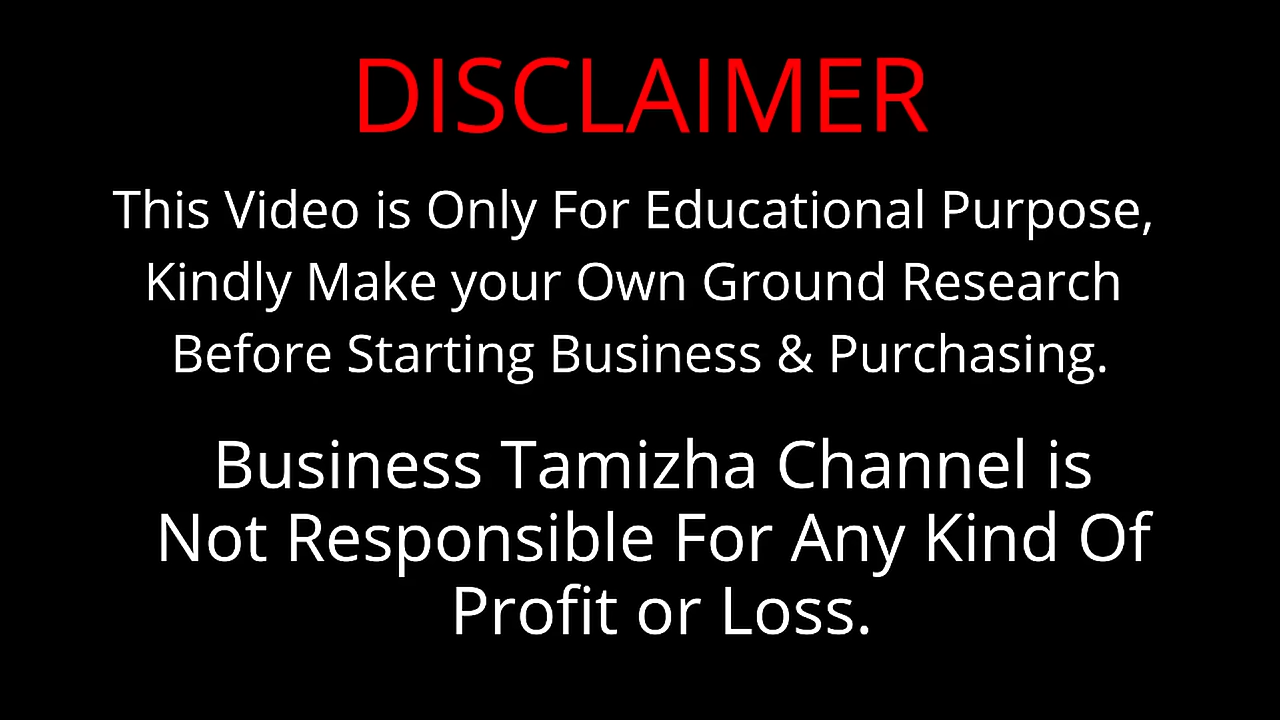 DISCLAIMER
This Video is Only For Educational Purpose,
Kindly Make your Own Ground Research
Before Starting Business & Purchasing.
Business Tamizha Channel is
Not Responsible For Any Kind Of
Profit or Loss.